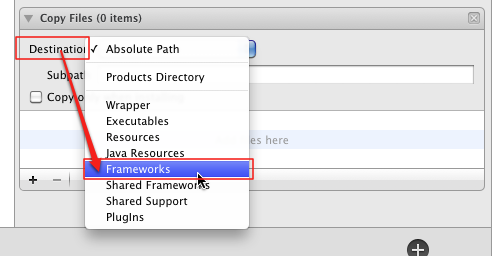 Copy Files (0 items)
Destination ✓ Absolute Path
Products Directory
Wrapper
Executables
Resources
Java Resources
Frameworks
Shared Frameworks
Shared Support
PlugIns
Subpat
Copy o
es here